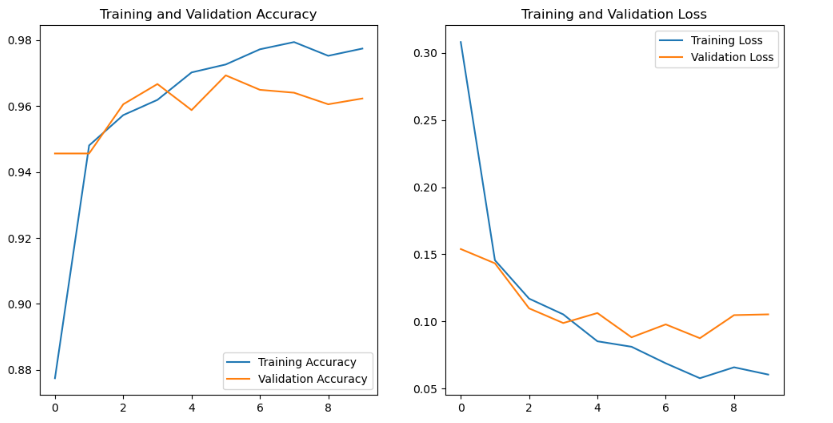 Training and Validation Accuracy
0.98
0.96
0.94
0.92
0.90
0.88
Training Accuracy
Validation Accuracy
0 2 4 6 8
Training and Validation Loss
Training Loss
Validation Loss
0.30
0.25
0.20
0.15
0.10
0.05
0 2 4 6 8